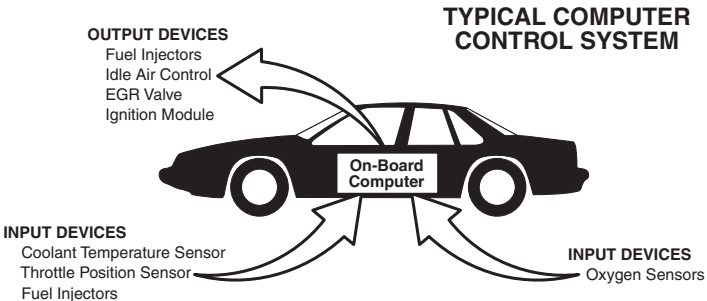 TYPICAL COMPUTER
CONTROL SYSTEM
OUTPUT DEVICES
Fuel Injectors
Idle Air Control
EGR Valve
Ignition Module
On-Board
Computer
INPUT DEVICES
Coolant Temperature Sensor
Throttle Position Sensor
Fuel Injectors
INPUT DEVICES
Oxygen Sensors